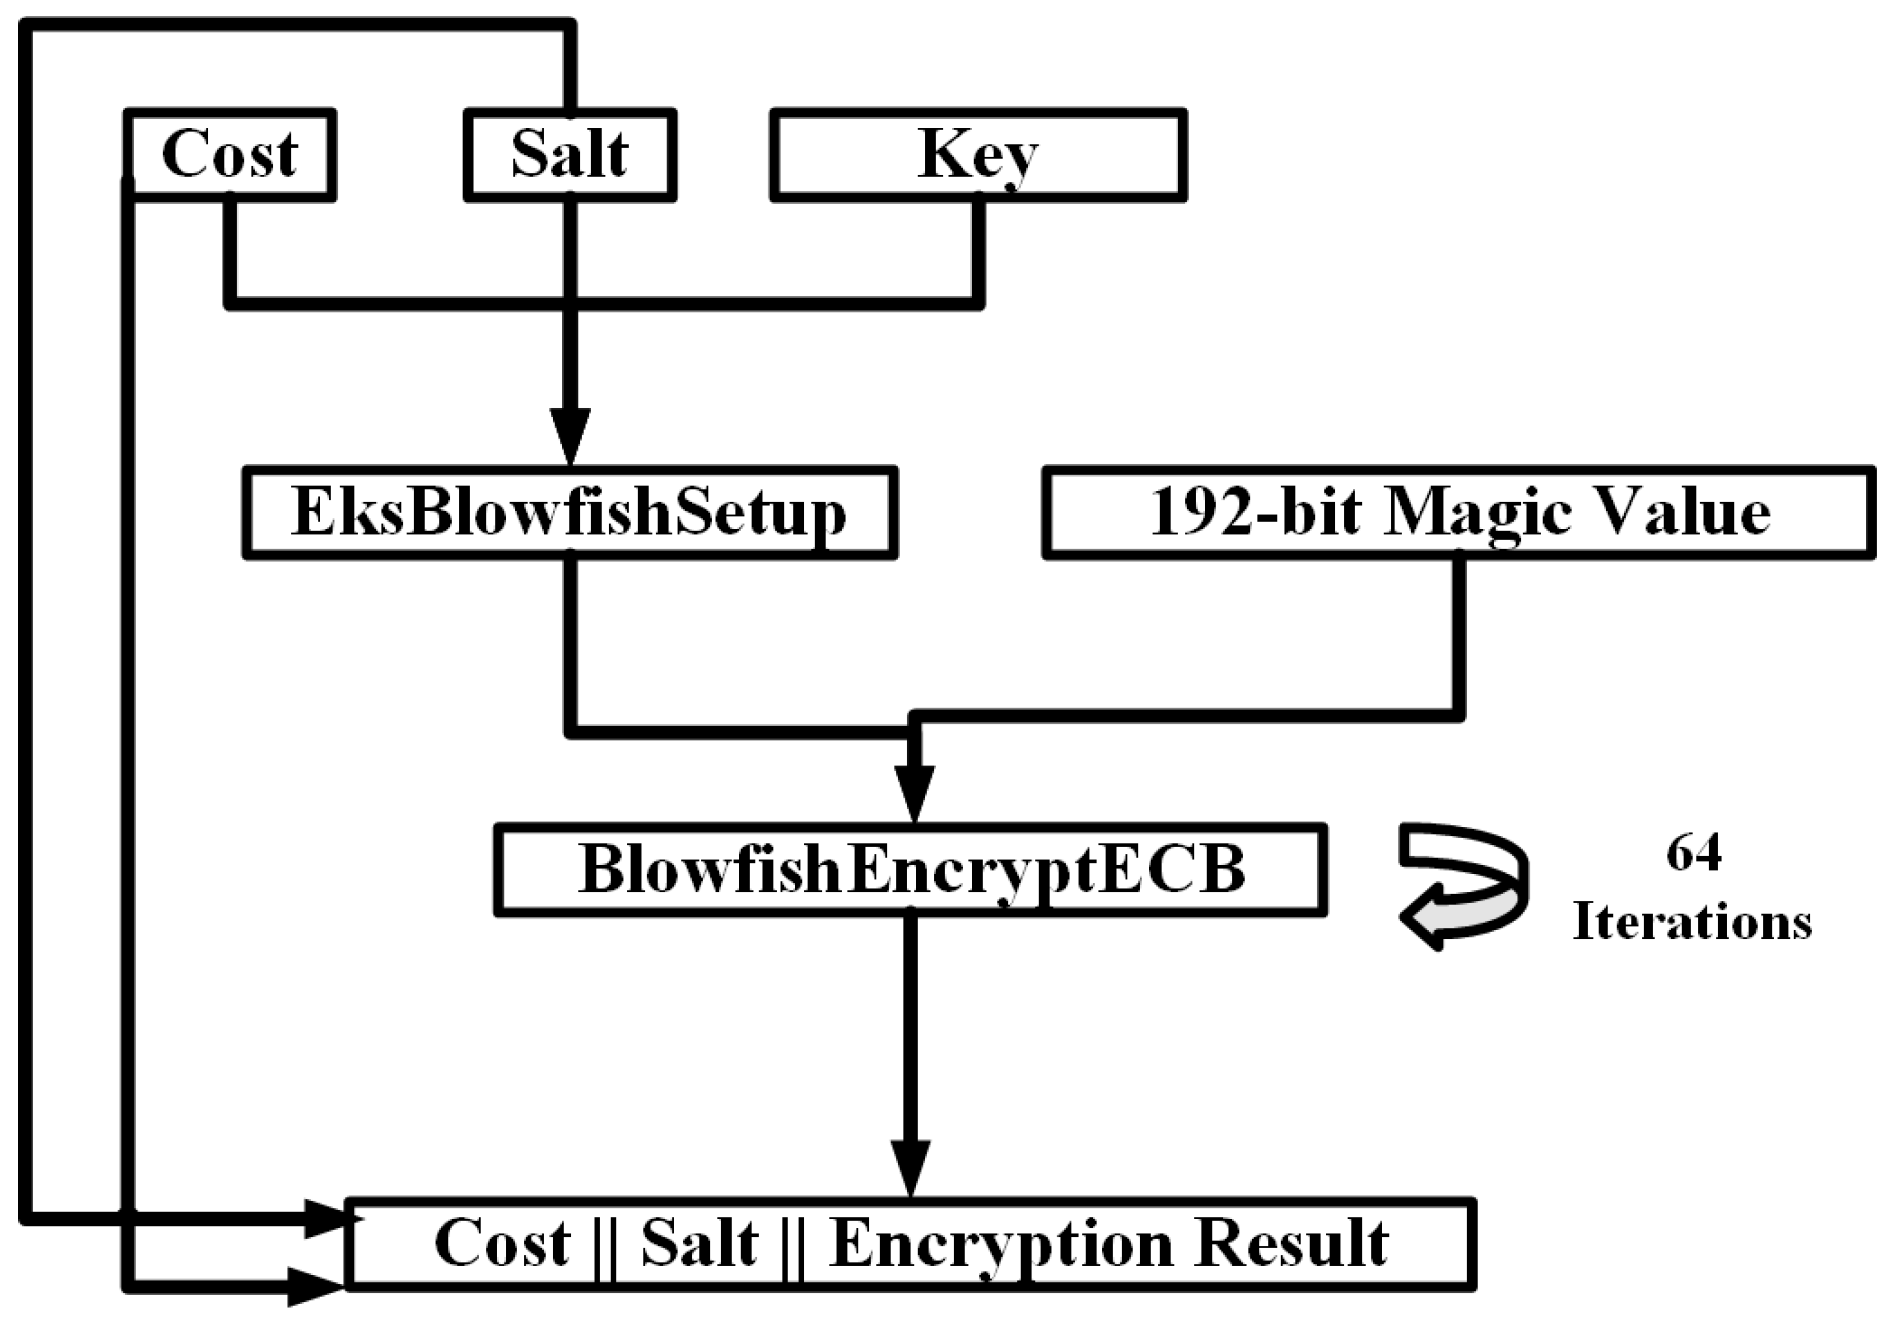 Cost
Salt
Key
EksBlowfishSetup
192-bit Magic Value
BlowfishEncryptECB
64
Iterations
Cost || Salt || Encryption Result